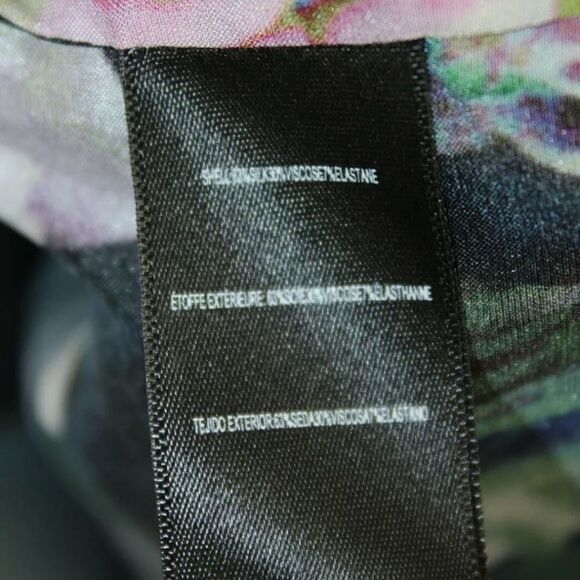 SHELL:63%SILK30%VISCOSE7%ELASTANE
ÉTOFFE EXTÉRIEURE: 63%SOIE30%VISCOSE7%ÉLASTHANNE
TEJIDO EXTERIOR:63%SEDA30%VISCOSA7%ELASTANO